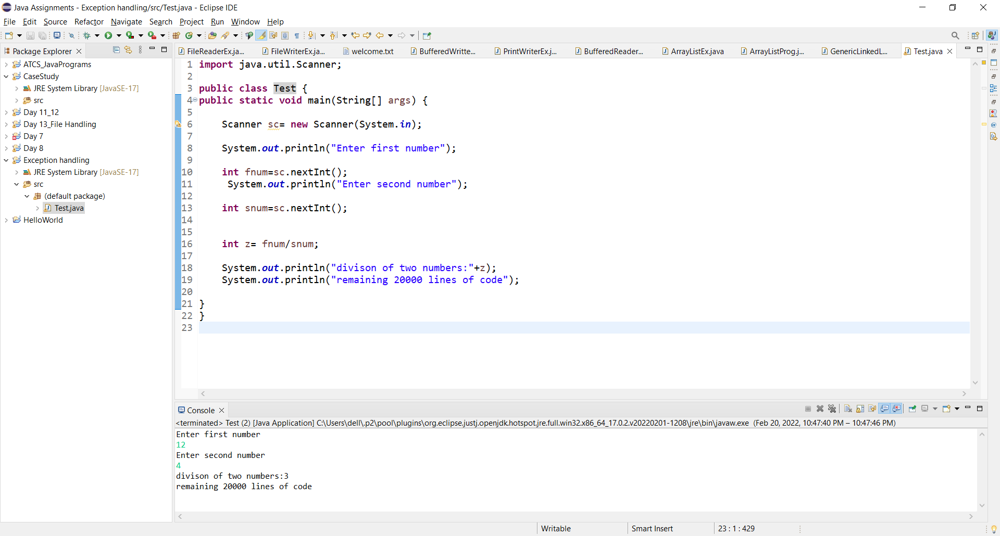 Java Assignments - Exception handling/src/Test.java - Eclipse IDE
File Edit Source Refactor Navigate Search Project Run Window Help
Package Explorer
ATCS_JavaPrograms
CaseStudy
JRE System Library [JavaSE-17]
src
Day 11_12
Day 13_File Handling
Day 7
Day 8
Exception handling
JRE System Library [JavaSE-17]
src
(default package)
Test.java
HelloWorld
FileReaderEx.ja... FileWriterEx.ja... welcome.txt BufferedWritte... PrintWriterEx.j... BufferedReader... ArrayListEx.java ArrayListProg.j... GenericLinkedL... Test.java
1 import java.util.Scanner;
2
3 public class Test {
4 public static void main(String[] args) {
5
6 Scanner sc= new Scanner(System.in);
7
8 System.out.println("Enter first number");
9
10 int fnum=sc.nextInt();
11 System.out.println("Enter second number");
12
13 int snum=sc.nextInt();
14
15
16 int z= fnum/snum;
17
18 System.out.println("divison of two numbers:"+z);
19 System.out.println("remaining 20000 lines of code");
20
21 }
22 }
23
Console
<terminated> Test (2) [Java Application] C:\Users\dell\.p2\pool\plugins\org.eclipse.justj.openjdk.hotspot.jre.full.win32.x86_64_17.0.2.v20220201-1208\jre\bin\javaw.exe (Feb 20, 2022, 10:47:40 PM – 10:47:46 PM)
Enter first number
12
Enter second number
4
divison of two numbers:3
remaining 20000 lines of code
Writable Smart Insert 23 : 1 : 429